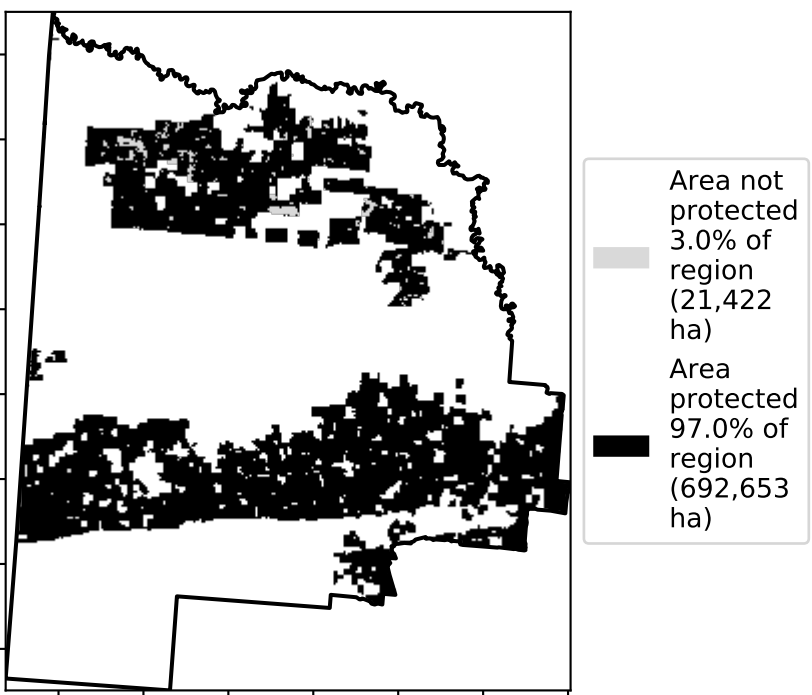 Area not
protected
3.0% of
region
(21,422
ha)
Area
protected
97.0% of
region
(692,653
ha)